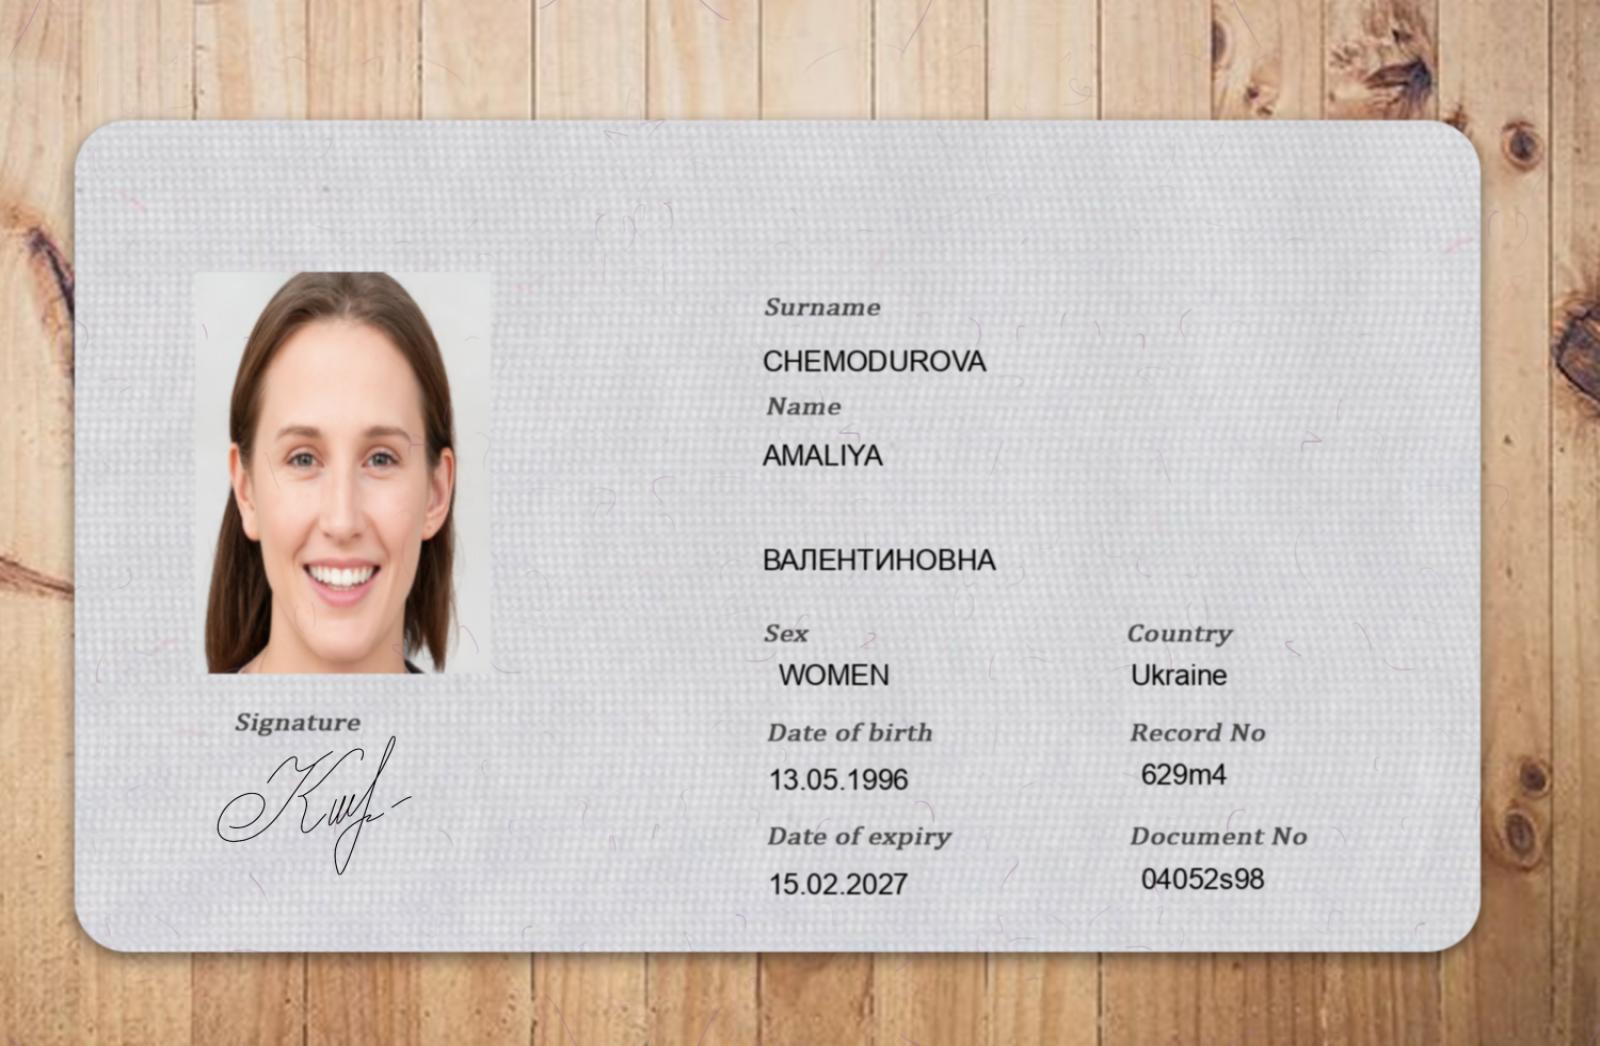 Surname
CHEMODUROVA
Name
AMALIYA
ВАЛЕНТИНОВНА
Sex
Country
WOMEN
Ukraine
Date of birth
Record No
13.05.1996
629m4
Date of expiry
Document No
15.02.2027
04052s98
Signature